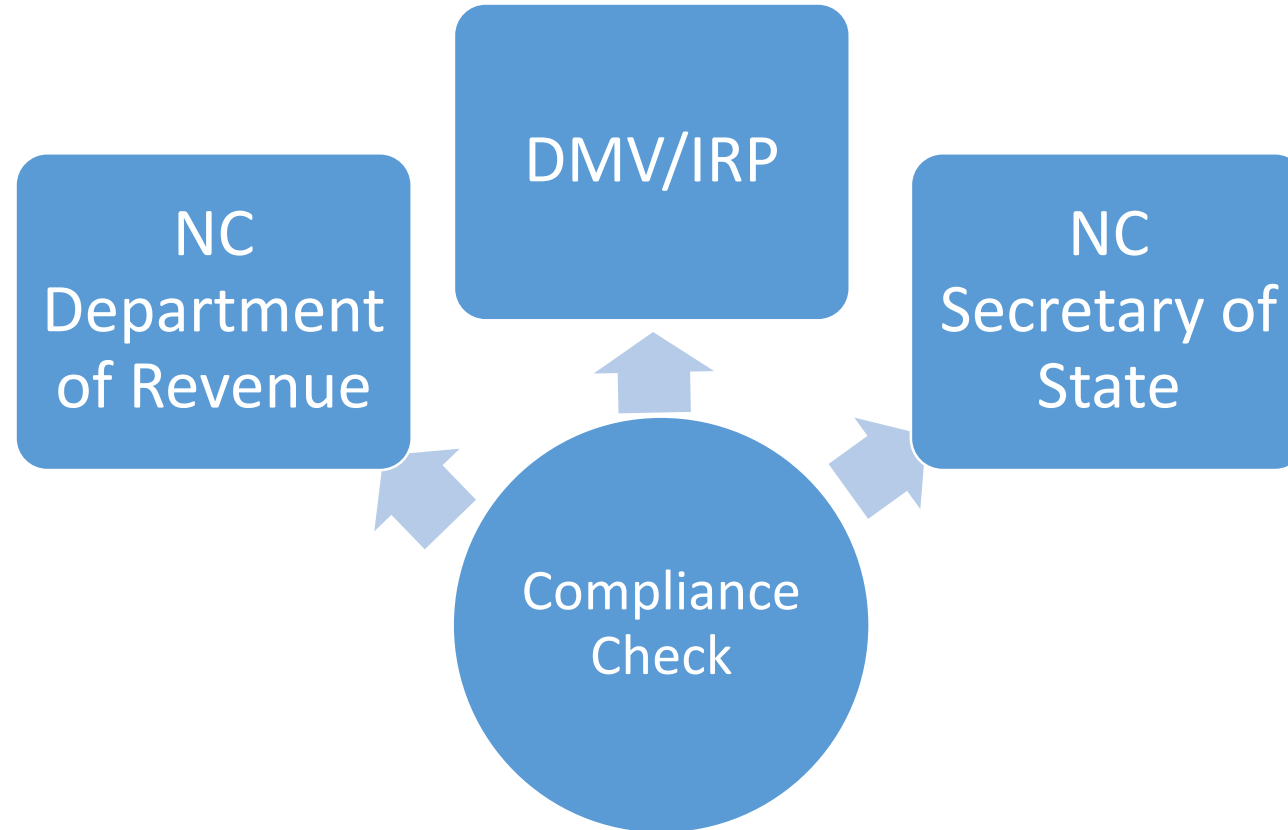 DMV/IRP
NC
Department
of Revenue
NC
Secretary of
State
Compliance
Check